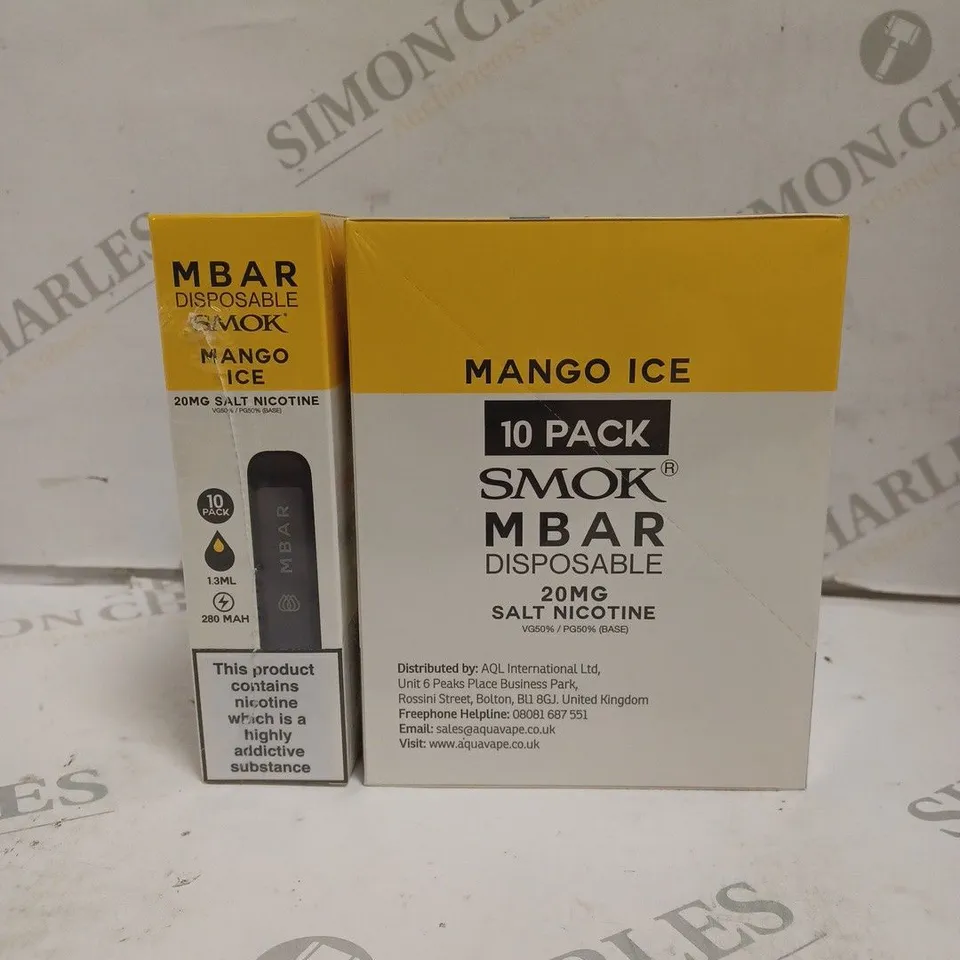 MBAR
DISPOSABLE
SMOK
MANGO
ICE
20MG SALT NICOTINE
VG50% / PG50% (BASE)
10
PACK
1.3ML
280 MAH
MBAR
This product
contains
nicotine
which is a
highly
addictive
substance
MANGO ICE
10 PACK
SMOK®
MBAR
DISPOSABLE
20MG
SALT NICOTINE
VG50% / PG50% (BASE)
Distributed by: AQL International Ltd,
Unit 6 Peaks Place Business Park,
Rossini Street, Bolton, BL1 8GJ. United Kingdom
Freephone Helpline: 08081 687 551
Email: sales@aquavape.co.uk
Visit: www.aquavape.co.uk
SIMON CH
SIMON CH
CHARLES
CHARLES
SIMON CH
CHARLES